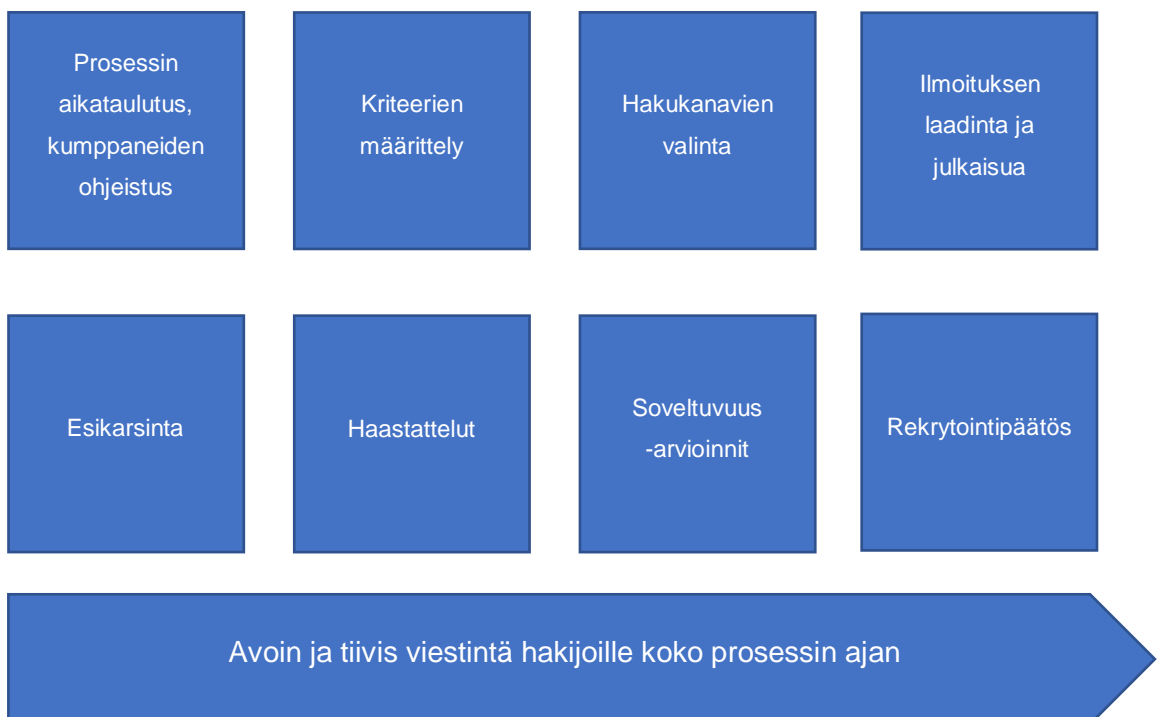 Prosessin
aikataulutus,
kumppaneiden
ohjeistus
Kriteerien
määrittely
Hakukanavien
valinta
Ilmoituksen
laadinta ja
julkaisua
Esikarsinta
Haastattelut
Soveltuvuus
-arvioinnit
Rekrytointipäätös
Avoin ja tiivis viestintä hakijoille koko prosessin ajan